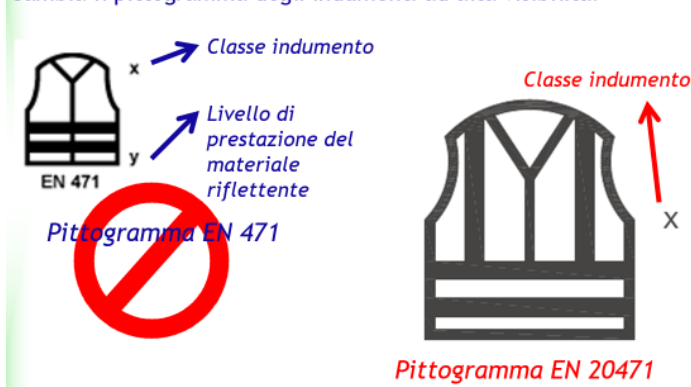 x
Classe indumento
y
Livello di
prestazione del
materiale
riflettente
EN 471
Pittogramma EN 471
Classe indumento
X
Pittogramma EN 20471